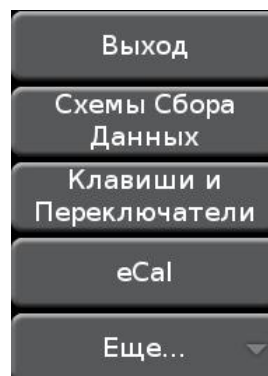 Выход
Схемы Сбора
Данных
Клавиши и
Переключатели
eCal
Еще...